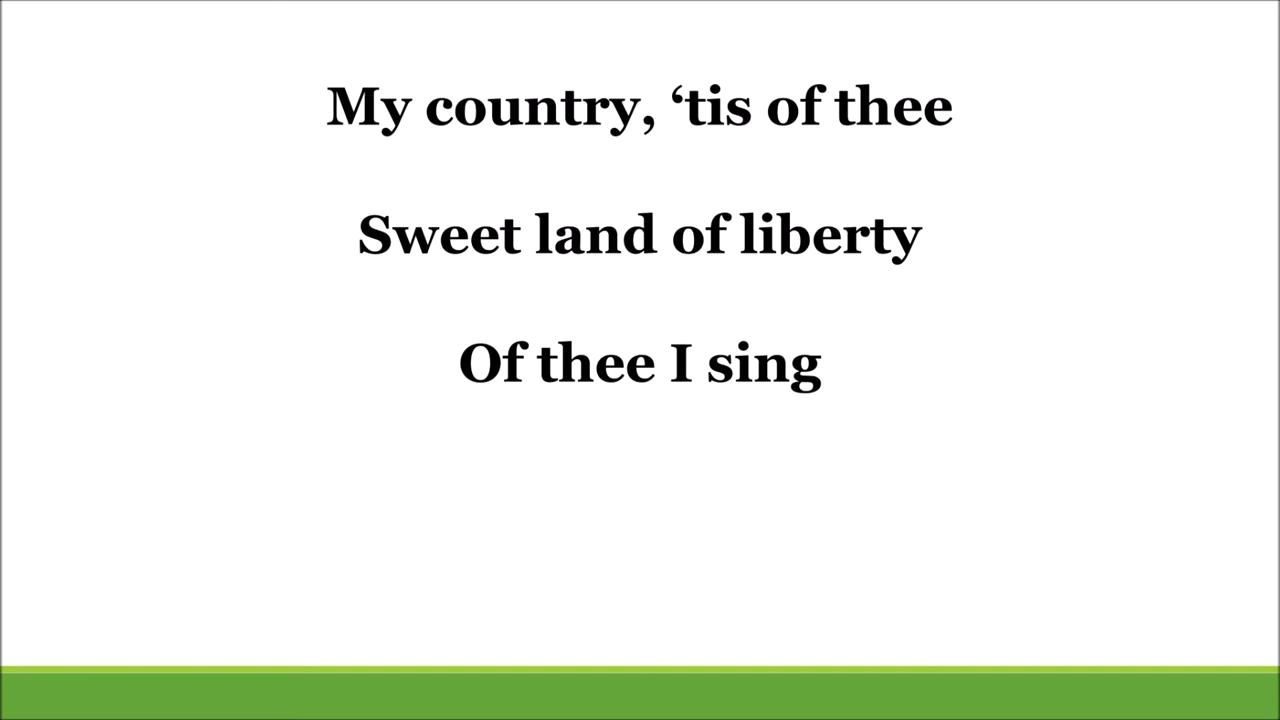 My country, ‘tis of thee
Sweet land of liberty
Of thee I sing